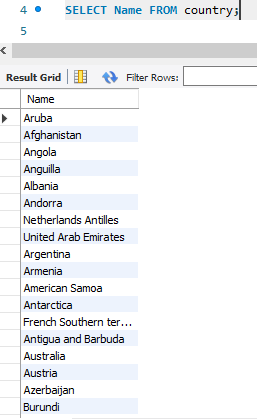 4 SELECT Name FROM country;
5
Result Grid Filter Rows:
Name
Aruba
Afghanistan
Angola
Anguilla
Albania
Andorra
Netherlands Antilles
United Arab Emirates
Argentina
Armenia
American Samoa
Antarctica
French Southern ter...
Antigua and Barbuda
Australia
Austria
Azerbaijan
Burundi